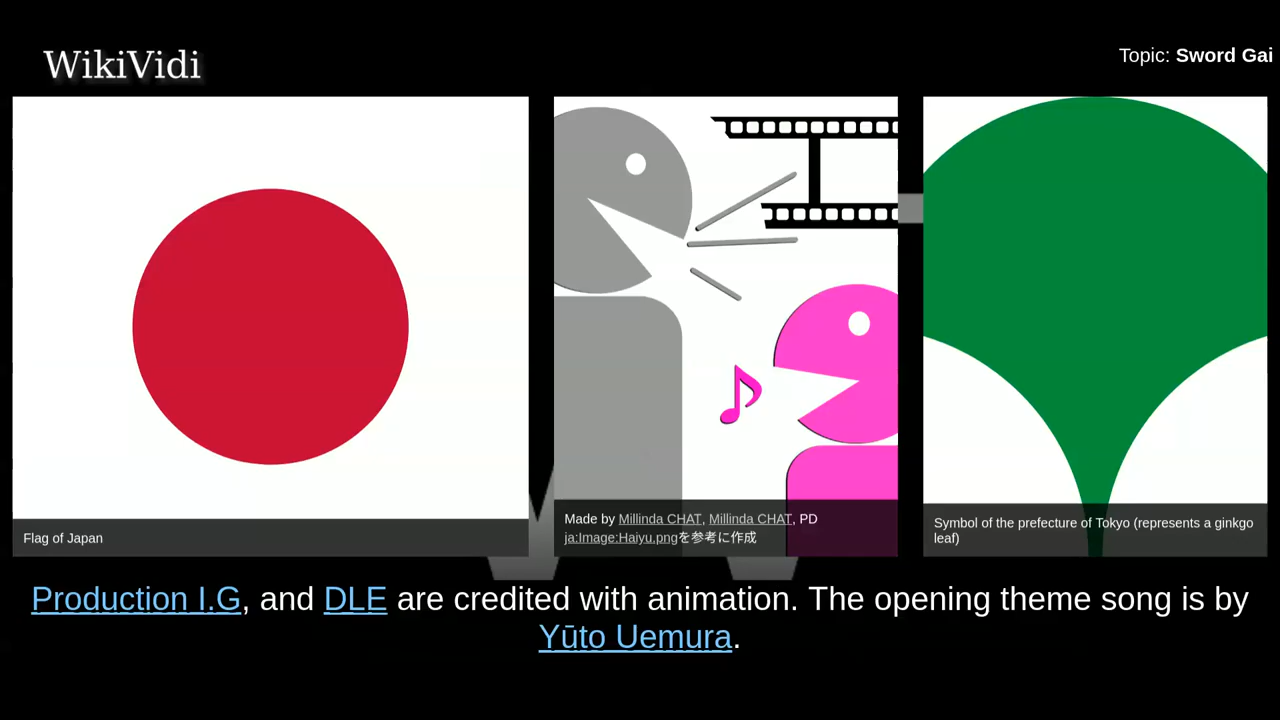 WikiVidi
Topic: Sword Gai
Flag of Japan
Made by Millinda CHAT, Millinda CHAT, PD
ja:Image:Haiyu.pngを参考に作成
Symbol of the prefecture of Tokyo (represents a ginkgo
leaf)
Production I.G, and DLE are credited with animation. The opening theme song is by
Yūto Uemura.